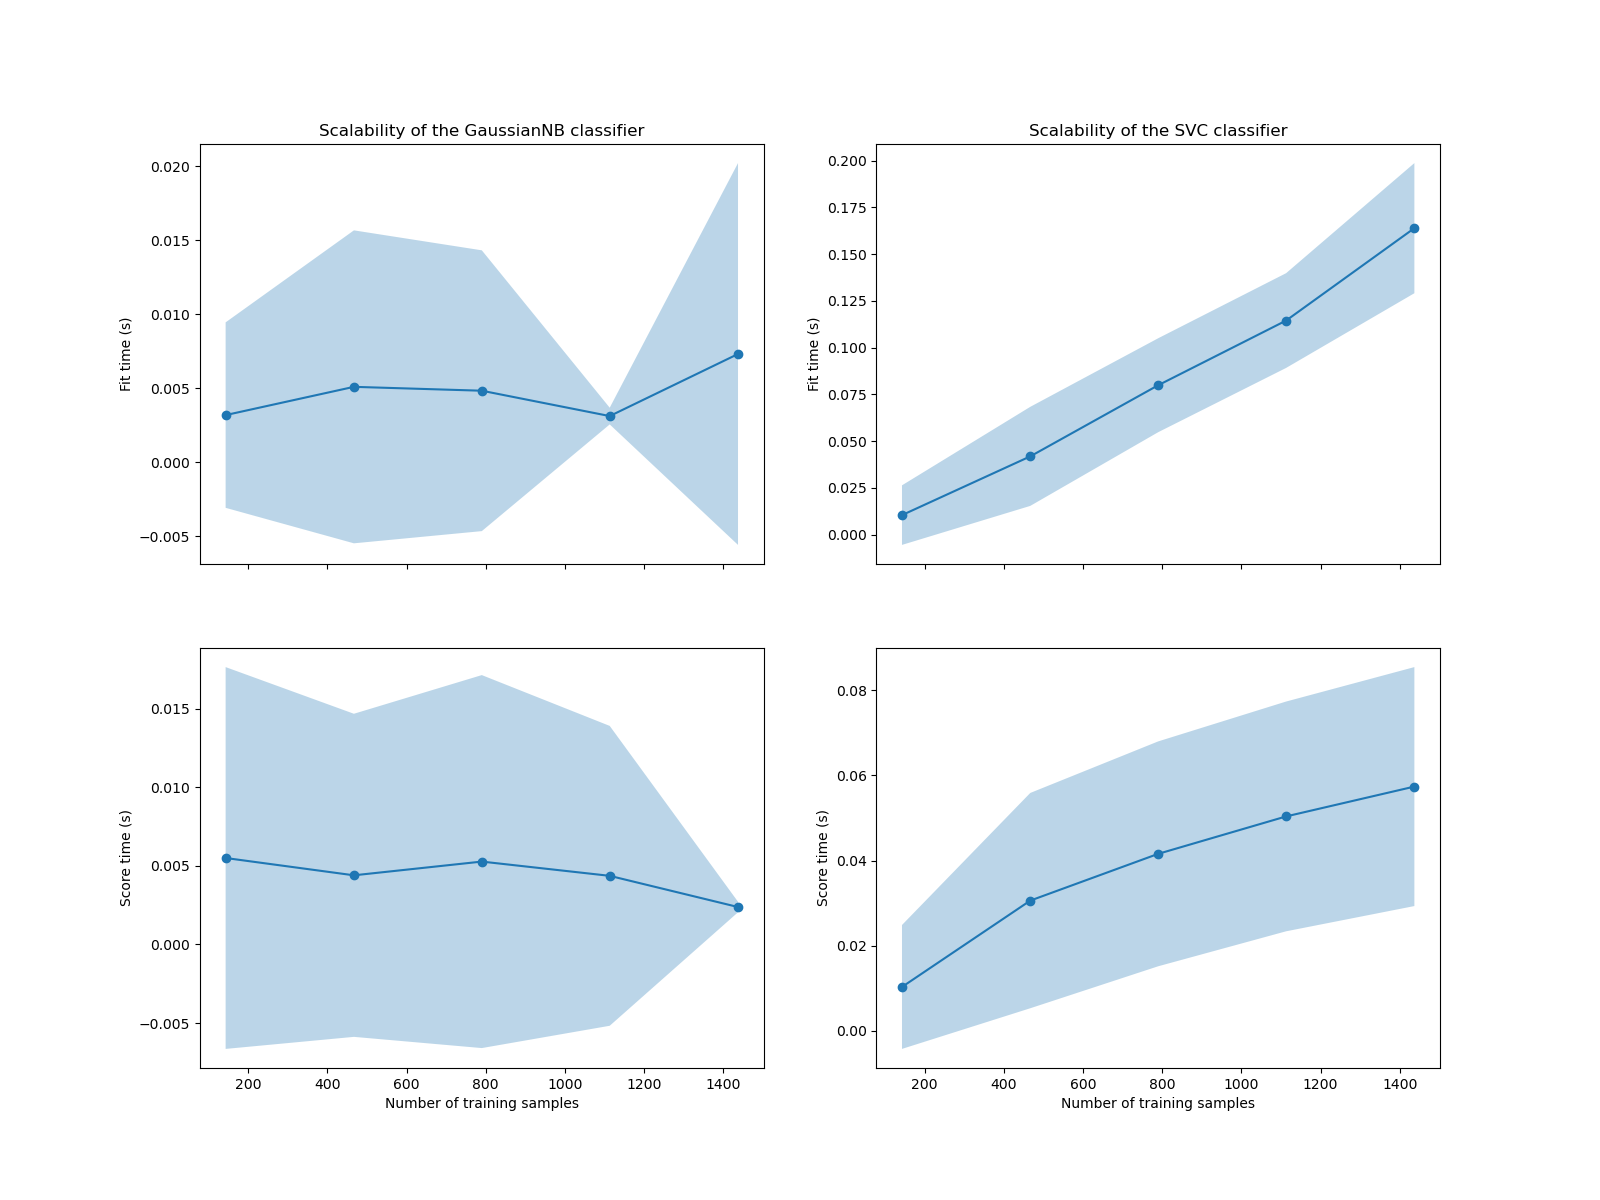 Scalability of the GaussianNB classifier
Scalability of the SVC classifier
0.020
0.015
0.010
0.005
0.000
−0.005
Fit time (s)
0.200
0.175
0.150
0.125
0.100
0.075
0.050
0.025
0.000
Fit time (s)
0.015
0.010
0.005
0.000
−0.005
Score time (s)
200 400 600 800 1000 1200 1400
Number of training samples
0.08
0.06
0.04
0.02
0.00
Score time (s)
200 400 600 800 1000 1200 1400
Number of training samples